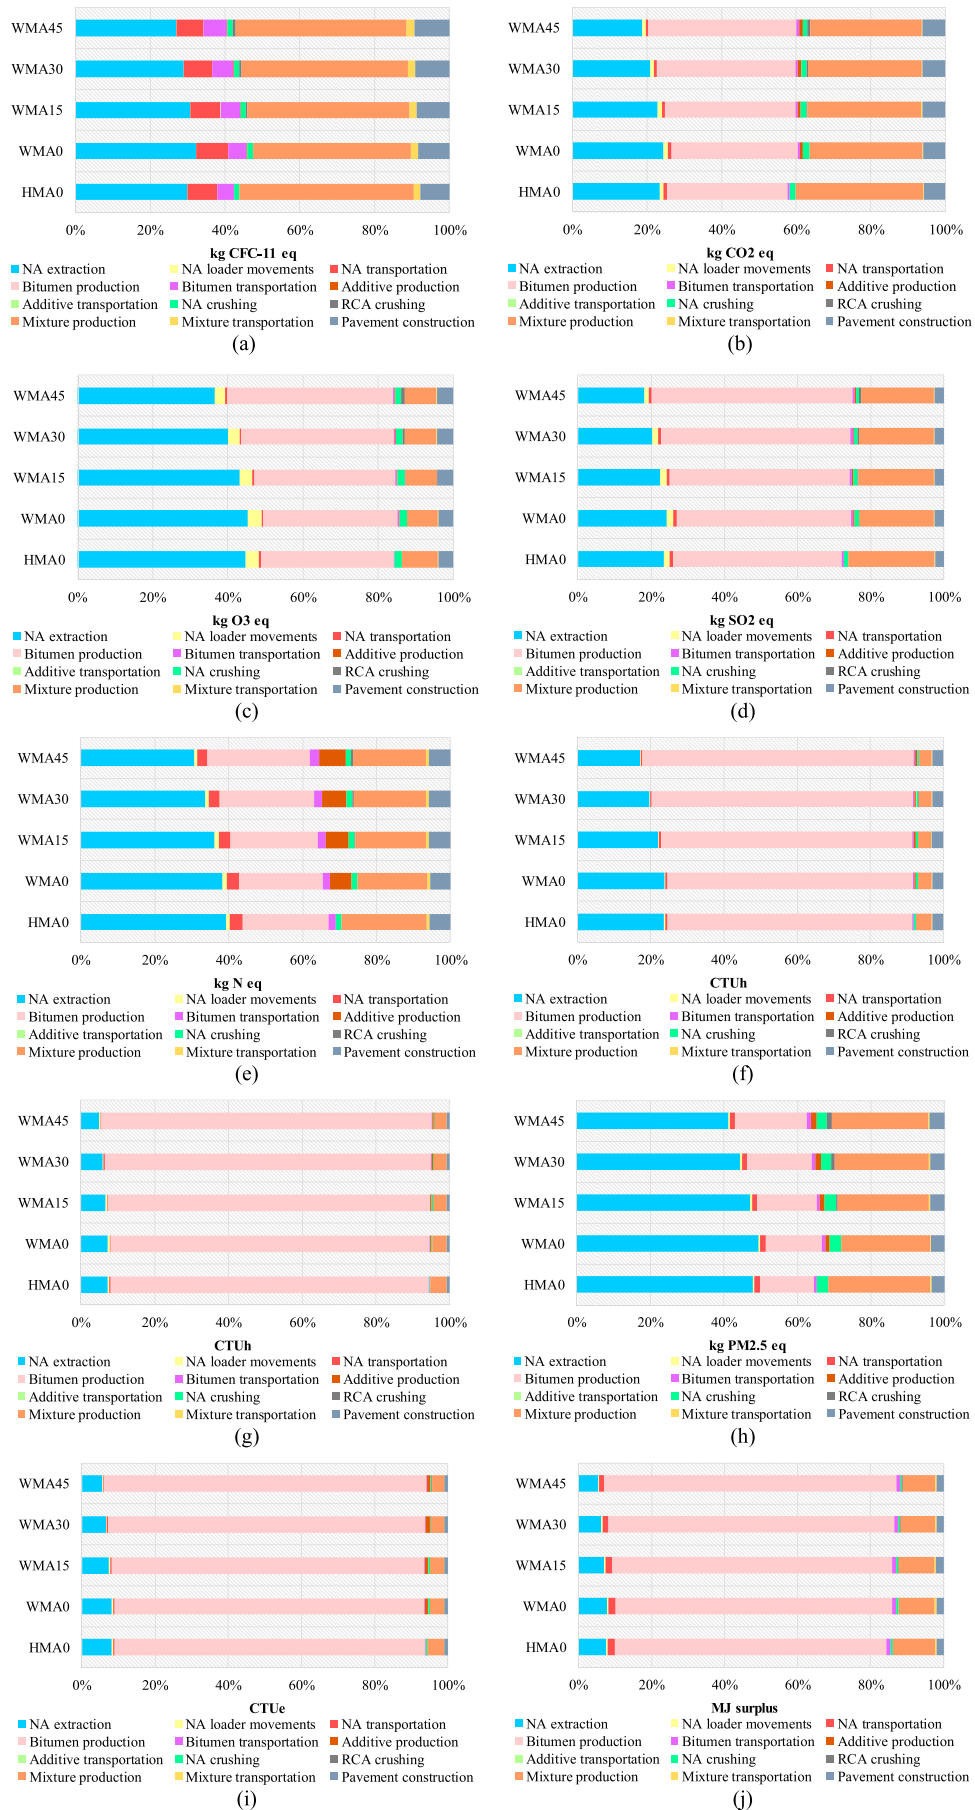 WMA45
WMA30
WMA15
WMA0
HMA0
0% 20% 40% 60% 80% 100%
kg CFC-11 eq
NA extraction NA loader movements NA transportation
Bitumen production Bitumen transportation Additive production
Additive transportation NA crushing RCA crushing
Mixture production Mixture transportation Pavement construction
(a)
WMA45
WMA30
WMA15
WMA0
HMA0
0% 20% 40% 60% 80% 100%
kg CO2 eq
NA extraction NA loader movements NA transportation
Bitumen production Bitumen transportation Additive production
Additive transportation NA crushing RCA crushing
Mixture production Mixture transportation Pavement construction
(b)
WMA45
WMA30
WMA15
WMA0
HMA0
0% 20% 40% 60% 80% 100%
kg O3 eq
NA extraction NA loader movements NA transportation
Bitumen production Bitumen transportation Additive production
Additive transportation NA crushing RCA crushing
Mixture production Mixture transportation Pavement construction
(c)
WMA45
WMA30
WMA15
WMA0
HMA0
0% 20% 40% 60% 80% 100%
kg SO2 eq
NA extraction NA loader movements NA transportation
Bitumen production Bitumen transportation Additive production
Additive transportation NA crushing RCA crushing
Mixture production Mixture transportation Pavement construction
(d)
WMA45
WMA30
WMA15
WMA0
HMA0
0% 20% 40% 60% 80% 100%
kg N eq
NA extraction NA loader movements NA transportation
Bitumen production Bitumen transportation Additive production
Additive transportation NA crushing RCA crushing
Mixture production Mixture transportation Pavement construction
(e)
WMA45
WMA30
WMA15
WMA0
HMA0
0% 20% 40% 60% 80% 100%
CTUh
NA extraction NA loader movements NA transportation
Bitumen production Bitumen transportation Additive production
Additive transportation NA crushing RCA crushing
Mixture production Mixture transportation Pavement construction
(f)
WMA45
WMA30
WMA15
WMA0
HMA0
0% 20% 40% 60% 80% 100%
CTUh
NA extraction NA loader movements NA transportation
Bitumen production Bitumen transportation Additive production
Additive transportation NA crushing RCA crushing
Mixture production Mixture transportation Pavement construction
(g)
WMA45
WMA30
WMA15
WMA0
HMA0
0% 20% 40% 60% 80% 100%
kg PM2.5 eq
NA extraction NA loader movements NA transportation
Bitumen production Bitumen transportation Additive production
Additive transportation NA crushing RCA crushing
Mixture production Mixture transportation Pavement construction
(h)
WMA45
WMA30
WMA15
WMA0
HMA0
0% 20% 40% 60% 80% 100%
CTUe
NA extraction NA loader movements NA transportation
Bitumen production Bitumen transportation Additive production
Additive transportation NA crushing RCA crushing
Mixture production Mixture transportation Pavement construction
(i)
WMA45
WMA30
WMA15
WMA0
HMA0
0% 20% 40% 60% 80% 100%
MJ surplus
NA extraction NA loader movements NA transportation
Bitumen production Bitumen transportation Additive production
Additive transportation NA crushing RCA crushing
Mixture production Mixture transportation Pavement construction
(j)